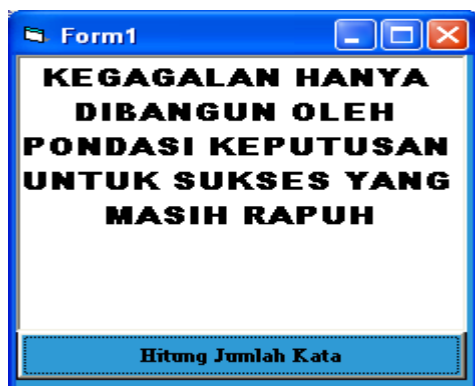 Form1
KEGAGALAN HANYA
DIBANGUN OLEH
PONDASI KEPUTUSAN
UNTUK SUKSES YANG
MASIH RAPUH
Hitung Jumlah Kata